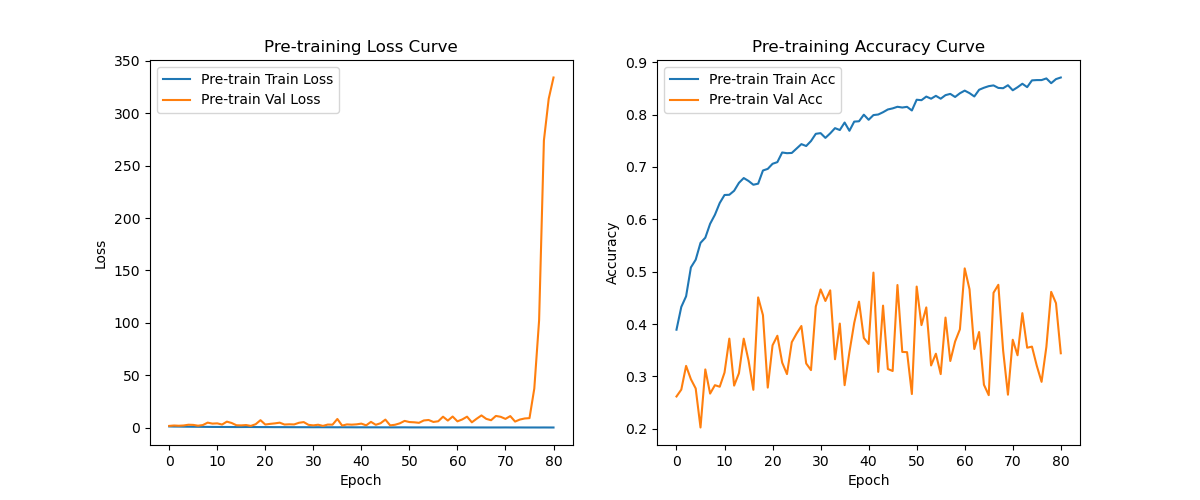 Pre-training Loss Curve
Pre-train Train Loss
Pre-train Val Loss
Loss
350
300
250
200
150
100
50
0
0 10 20 30 40 50 60 70 80
Epoch
Pre-training Accuracy Curve
Pre-train Train Acc
Pre-train Val Acc
Accuracy
0.9
0.8
0.7
0.6
0.5
0.4
0.3
0.2
0 10 20 30 40 50 60 70 80
Epoch